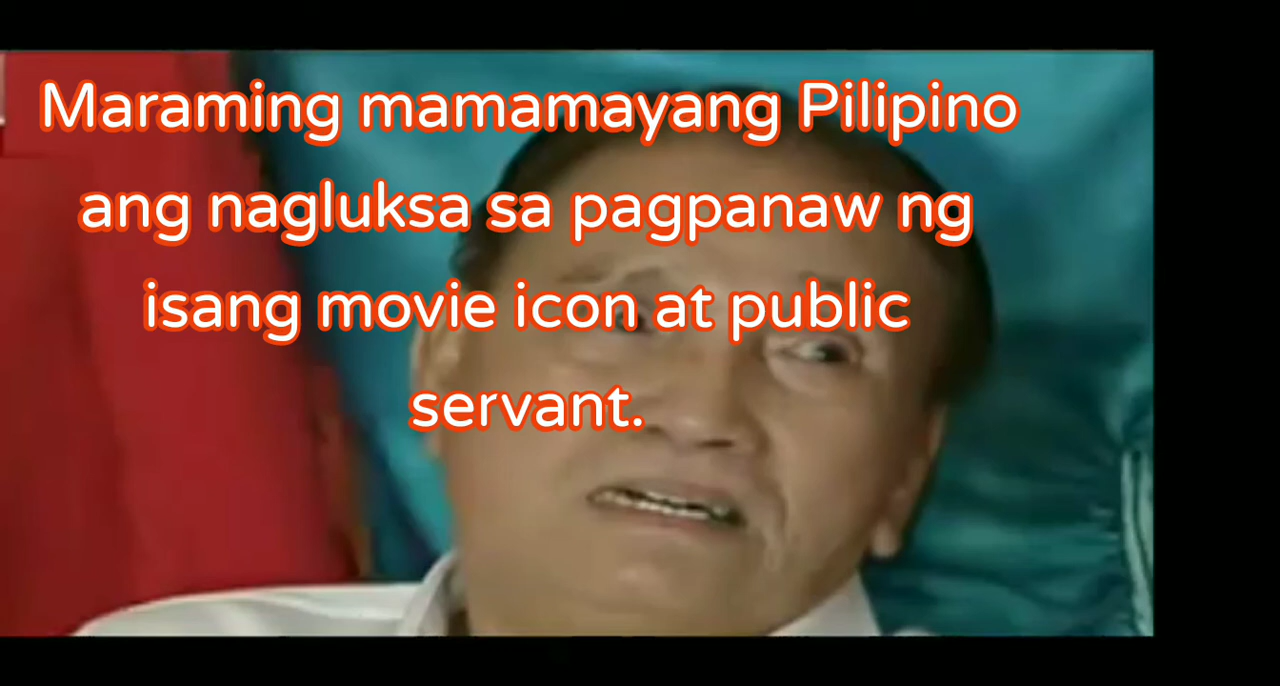 Maraming mamamayang Pilipino
ang nagluksa sa pagpanaw ng
isang movie icon at public
servant.